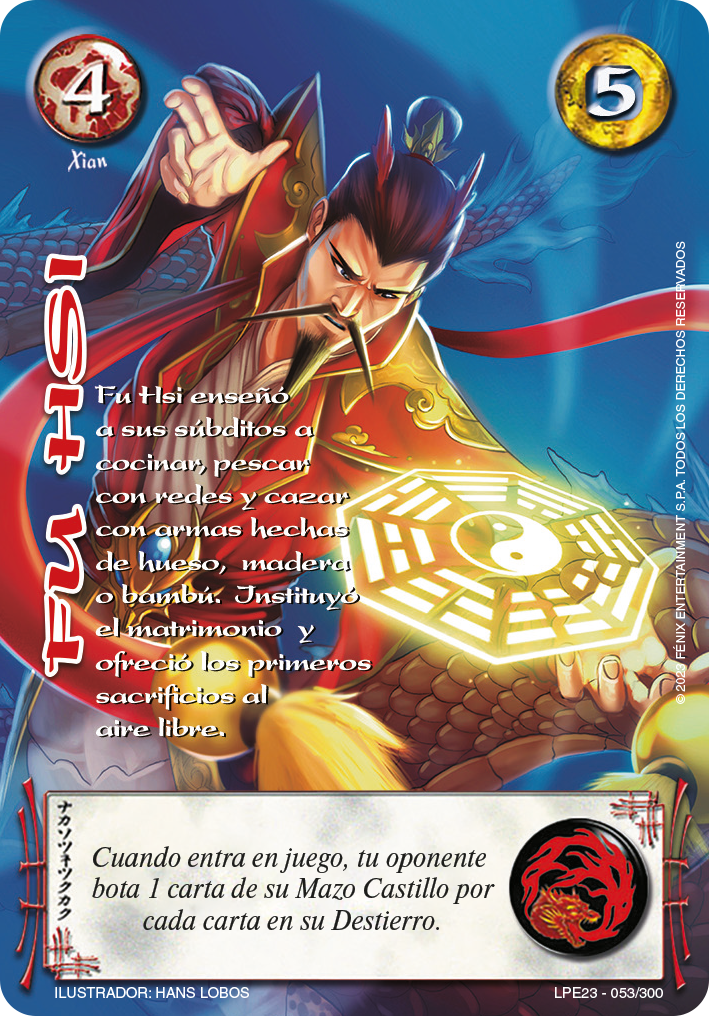 4
5
Xian
FU HSI
Fu Hsi enseñó
a sus súbditos a
cocinar, pescar
con redes y cazar
con armas hechas
de hueso, madera
o bambú. Instituyó
el matrimonio y
ofreció los primeros
sacrificios al
aire libre.
© 2023 FÉNIX ENTERTAINMENT S.P.A. TODOS LOS DERECHOS RESERVADOS
Cuando entra en juego, tu oponente
bota 1 carta de su Mazo Castillo por
cada carta en su Destierro.
ILUSTRADOR: HANS LOBOS
LPE23 - 053/300